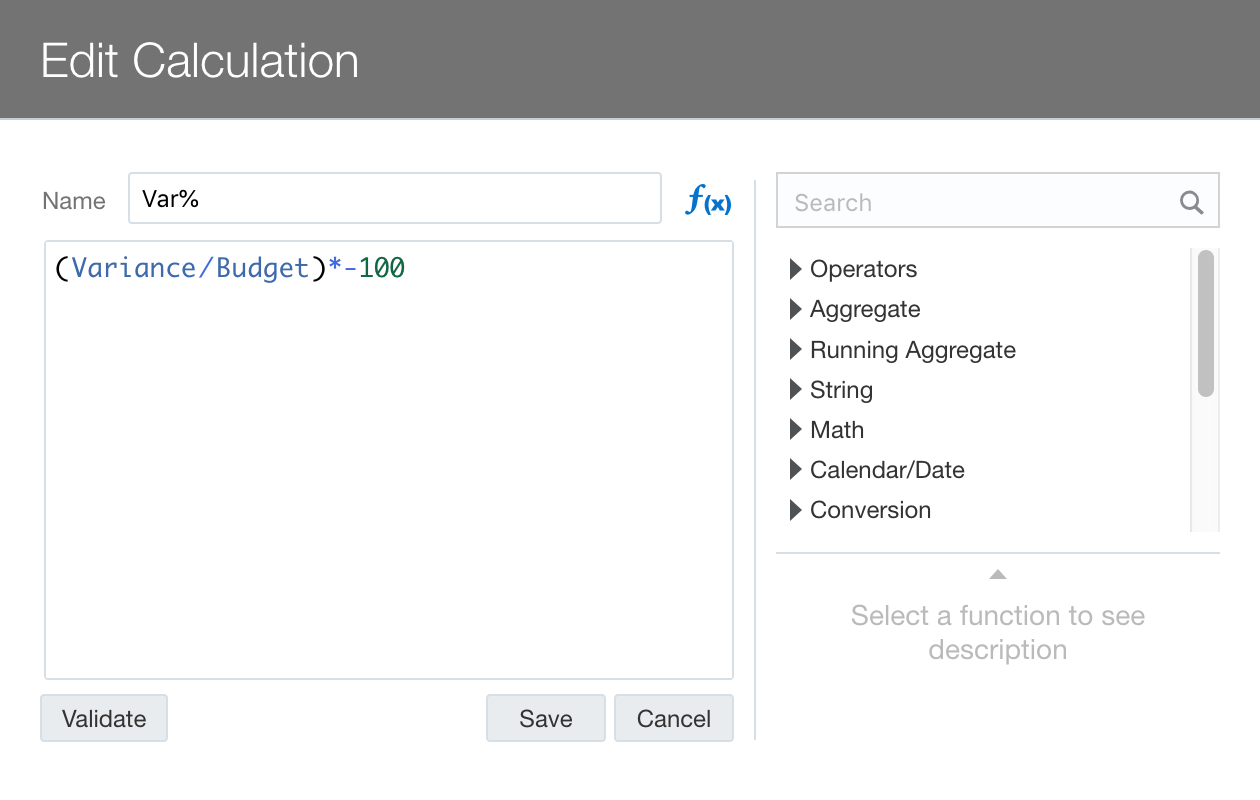 Edit Calculation
Name
Var%
f(x)
(Variance/Budget)*-100
Validate
Save
Cancel
Search
Operators
Aggregate
Running Aggregate
String
Math
Calendar/Date
Conversion
Select a function to see
description